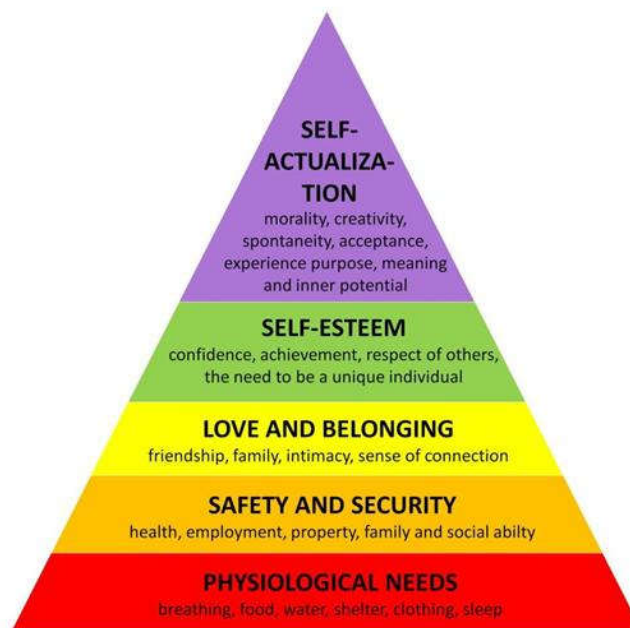 SELF-
ACTUALIZA-
TION
morality, creativity,
spontaneity, acceptance,
experience purpose, meaning
and inner potential
SELF-ESTEEM
confidence, achievement, respect of others,
the need to be a unique individual
LOVE AND BELONGING
friendship, family, intimacy, sense of connection
SAFETY AND SECURITY
health, employment, property, family and social abilty
PHYSIOLOGICAL NEEDS
breathing, food, water, shelter, clothing, sleep